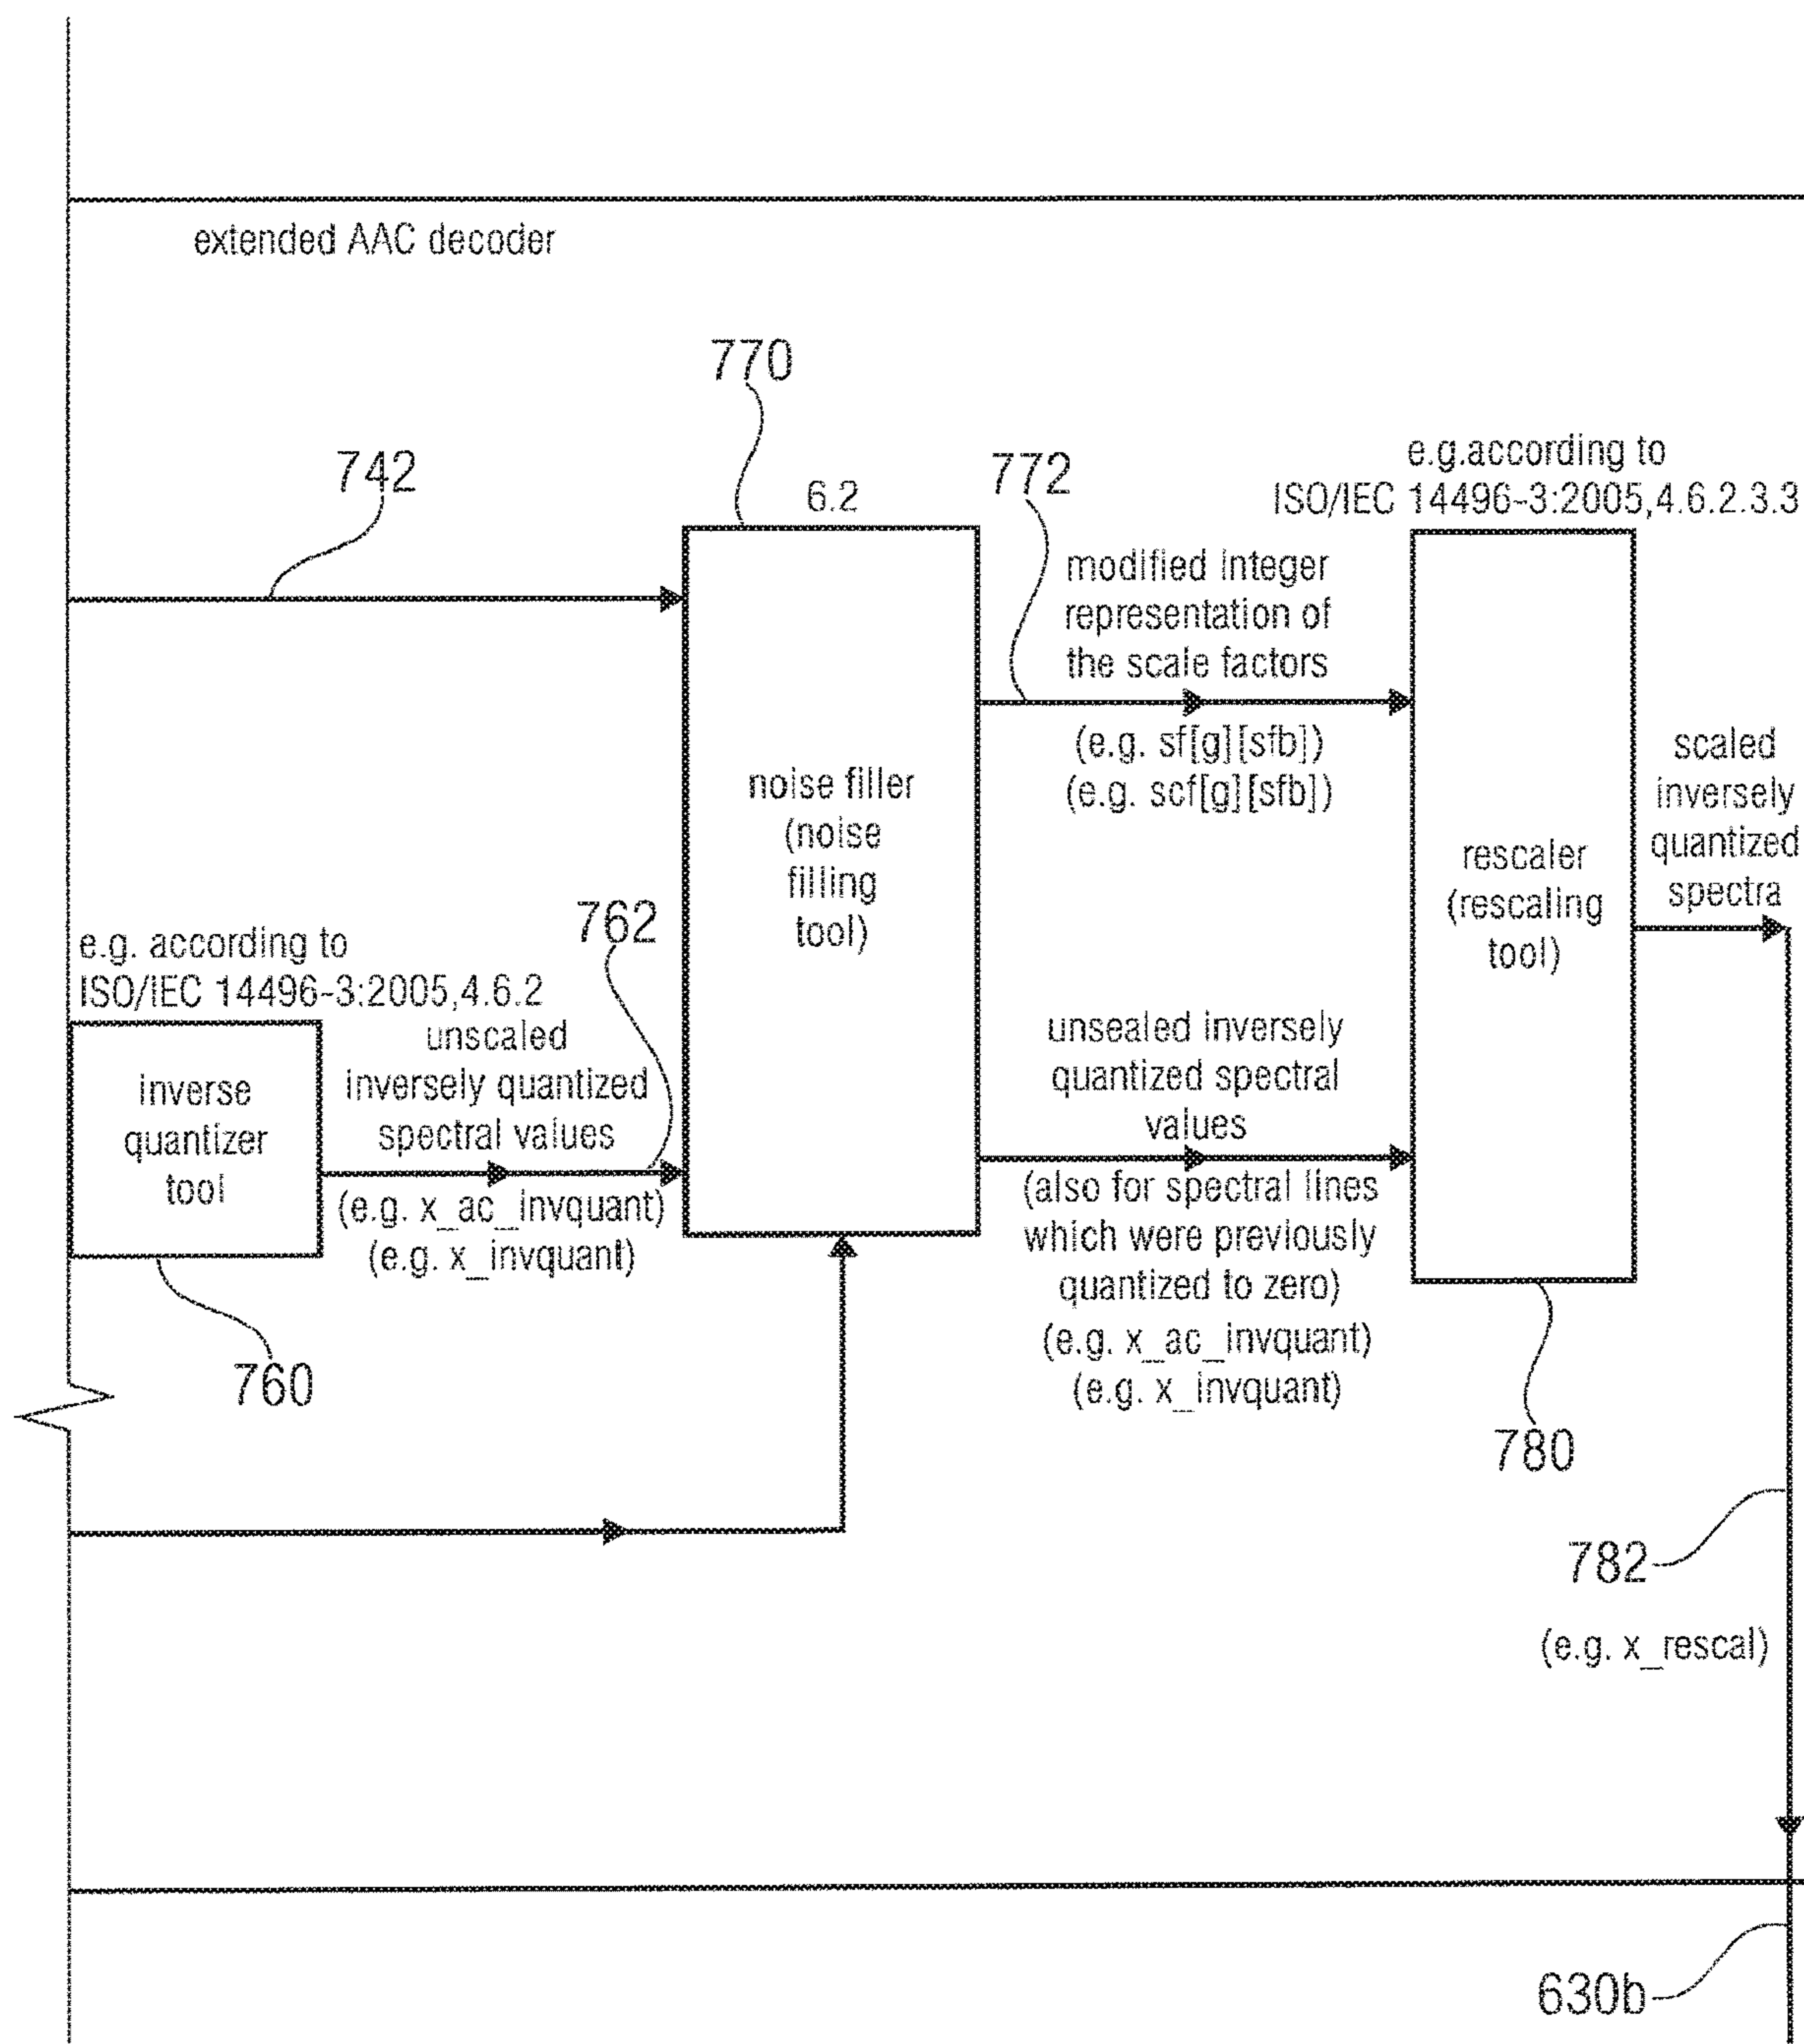 extended AAC decoder
770
742
6.2
772
e.g.according to
ISO/IEC 14496-3:2005,4.6.2.3.3
modified integer
representation of
the scale factors
(e.g. sf[g][sfb])
(e.g. scf[g][sfb])
noise filler
(noise
filling
tool)
rescaler
(rescaling
tool)
scaled
inversely
quantized
spectra
762
e.g. according to
ISO/IEC 14496-3:2005,4.6.2
inverse
quantizer
tool
unscaled
inversely quantized
spectral values
(e.g. x_ac_invquant)
(e.g. x_invquant)
760
unsealed inversely
quantized spectral
values
(also for spectral lines
which were previously
quantized to zero)
(e.g. x_ac_invquant)
(e.g. x_invquant)
780
782
(e.g. x_rescal)
630b